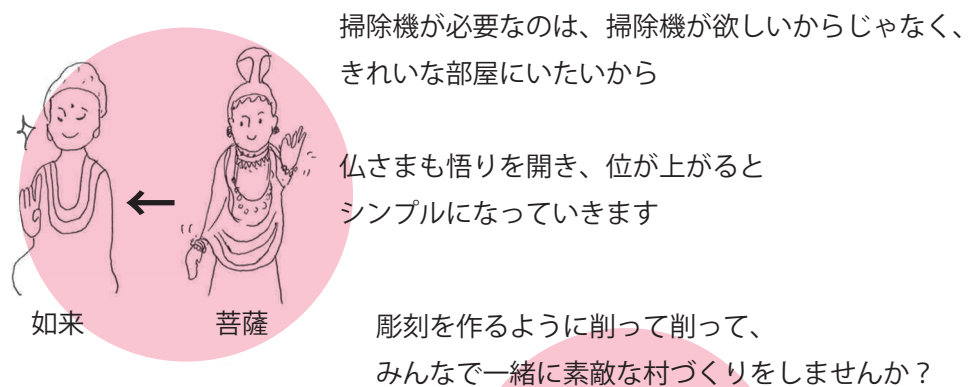 掃除機が必要なのは、掃除機が欲しいからじゃなく、
きれいな部屋にいたいから
仏さまも悟りを開き、位が上がると
シンプルになっていきます
如来
菩薩
彫刻を作るように削って削って、
みんなで一緒に素敵な村づくりをしませんか？